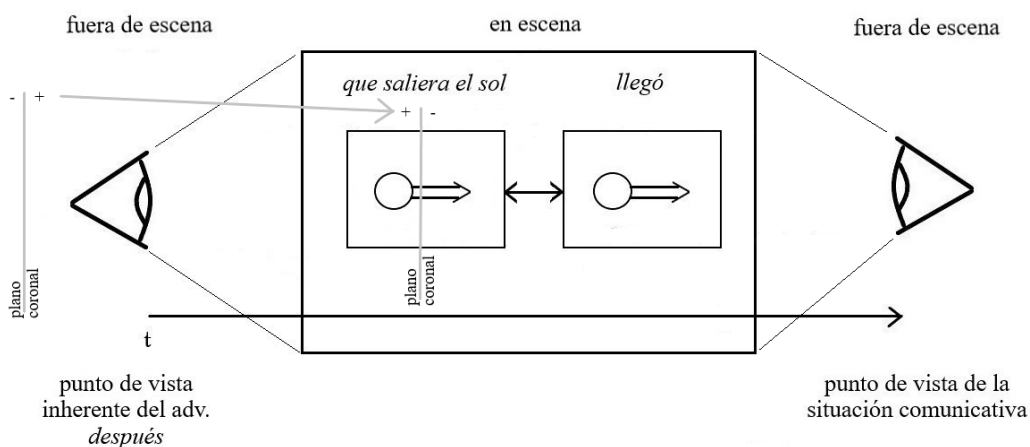 fuera de escena
en escena
fuera de escena
que saliera el sol
llegó
- +
+ -
plano
coronal
plano
coronal
t
punto de vista
inherente del adv.
después
punto de vista de la
situación comunicativa